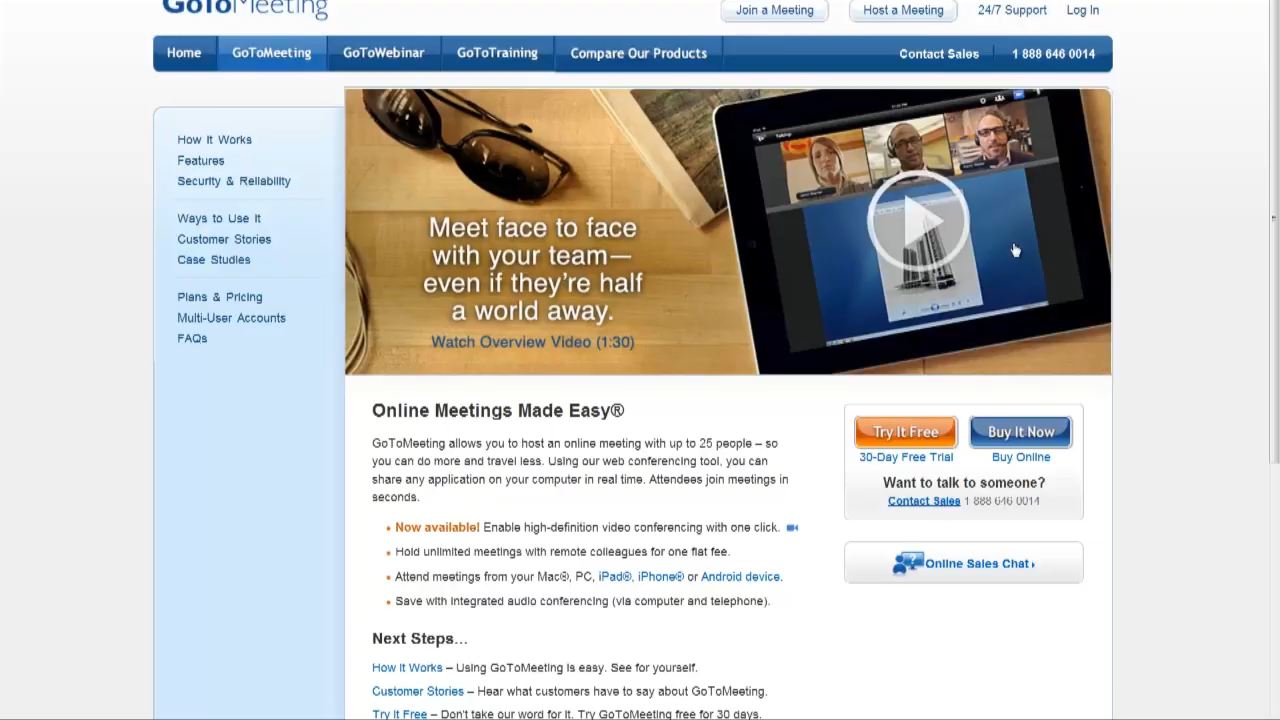 GoToMeeting
Join a Meeting
Host a Meeting
24/7 Support
Log In
Home
GoToMeeting
GoToWebinar
GoToTraining
Compare Our Products
Contact Sales
1 888 646 0014
How It Works
Features
Security & Reliability
Ways to Use It
Customer Stories
Case Studies
Plans & Pricing
Multi-User Accounts
FAQs
Meet face to face
with your team—
even if they're half
a world away.
Watch Overview Video (1:30)
Online Meetings Made Easy®
GoToMeeting allows you to host an online meeting with up to 25 people – so
you can do more and travel less. Using our web conferencing tool, you can
share any application on your computer in real time. Attendees join meetings in
seconds.
• Now available! Enable high-definition video conferencing with one click.
• Hold unlimited meetings with remote colleagues for one flat fee.
• Attend meetings from your Mac®, PC, iPad®, iPhone® or Android device.
• Save with integrated audio conferencing (via computer and telephone).
Next Steps...
How It Works – Using GoToMeeting is easy. See for yourself.
Customer Stories – Hear what customers have to say about GoToMeeting.
Try It Free – Don't take our word for it. Try GoToMeeting free for 30 days.
Try It Free
Buy It Now
30-Day Free Trial
Buy Online
Want to talk to someone?
Contact Sales 1 888 646 0014
Online Sales Chat